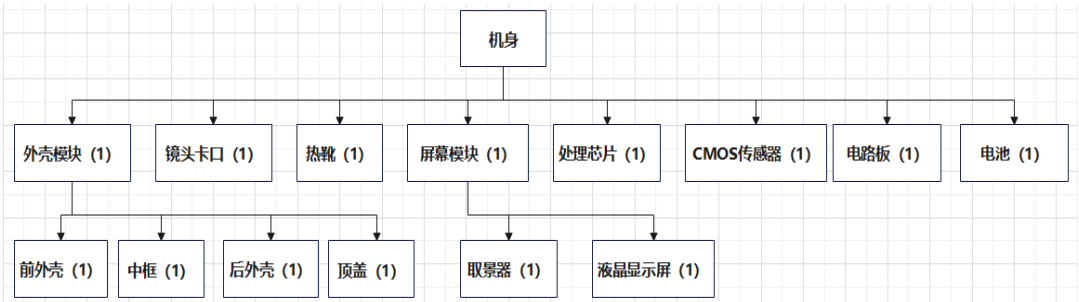 机身
外壳模块（1）
镜头卡口（1）
热靴（1）
屏幕模块（1）
处理芯片（1）
CMOS传感器（1）
电路板（1）
电池（1）
前外壳（1）
中框（1）
后外壳（1）
顶盖（1）
取景器（1）
液晶显示屏（1）